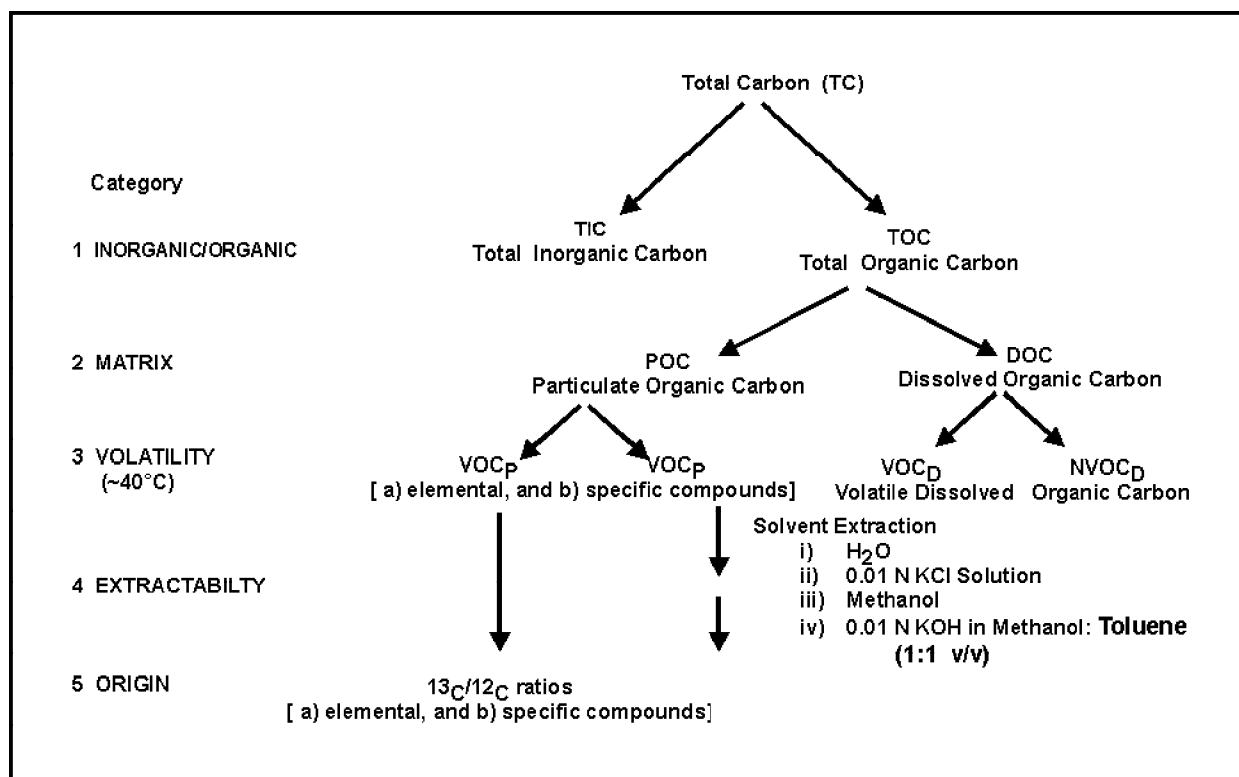 Total Carbon (TC)
Category
TIC
TOC
1 INORGANIC/ORGANIC
Total Inorganic Carbon
Total Organic Carbon
POC
DOC
2 MATRIX
Particulate Organic Carbon
Dissolved Organic Carbon
3 VOLATILITY
(~40°C)
VOCP
VOCP
VOCD
NVOCD
[ a) elemental, and b) specific compounds]
Volatile Dissolved
Organic Carbon
Solvent Extraction
i) H2O
ii) 0.01 N KCl Solution
4 EXTRACTABILTY
iii) Methanol
iv) 0.01 N KOH in Methanol: Toluene
(1:1 v/v)
5 ORIGIN
13C/12C ratios
[ a) elemental, and b) specific compounds]